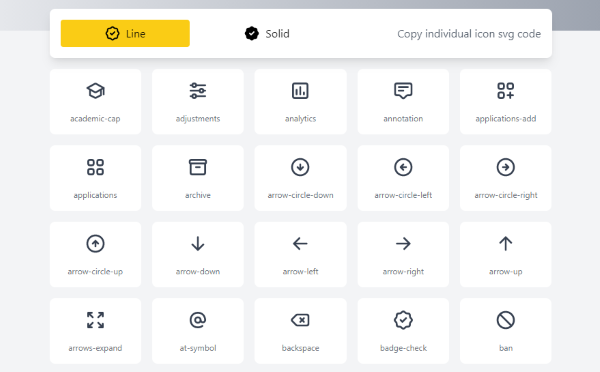 Line
Solid
Copy individual icon svg code
academic-cap
adjustments
analytics
annotation
applications-add
applications
archive
arrow-circle-down
arrow-circle-left
arrow-circle-right
arrow-circle-up
arrow-down
arrow-left
arrow-right
arrow-up
arrows-expand
at-symbol
backspace
badge-check
ban